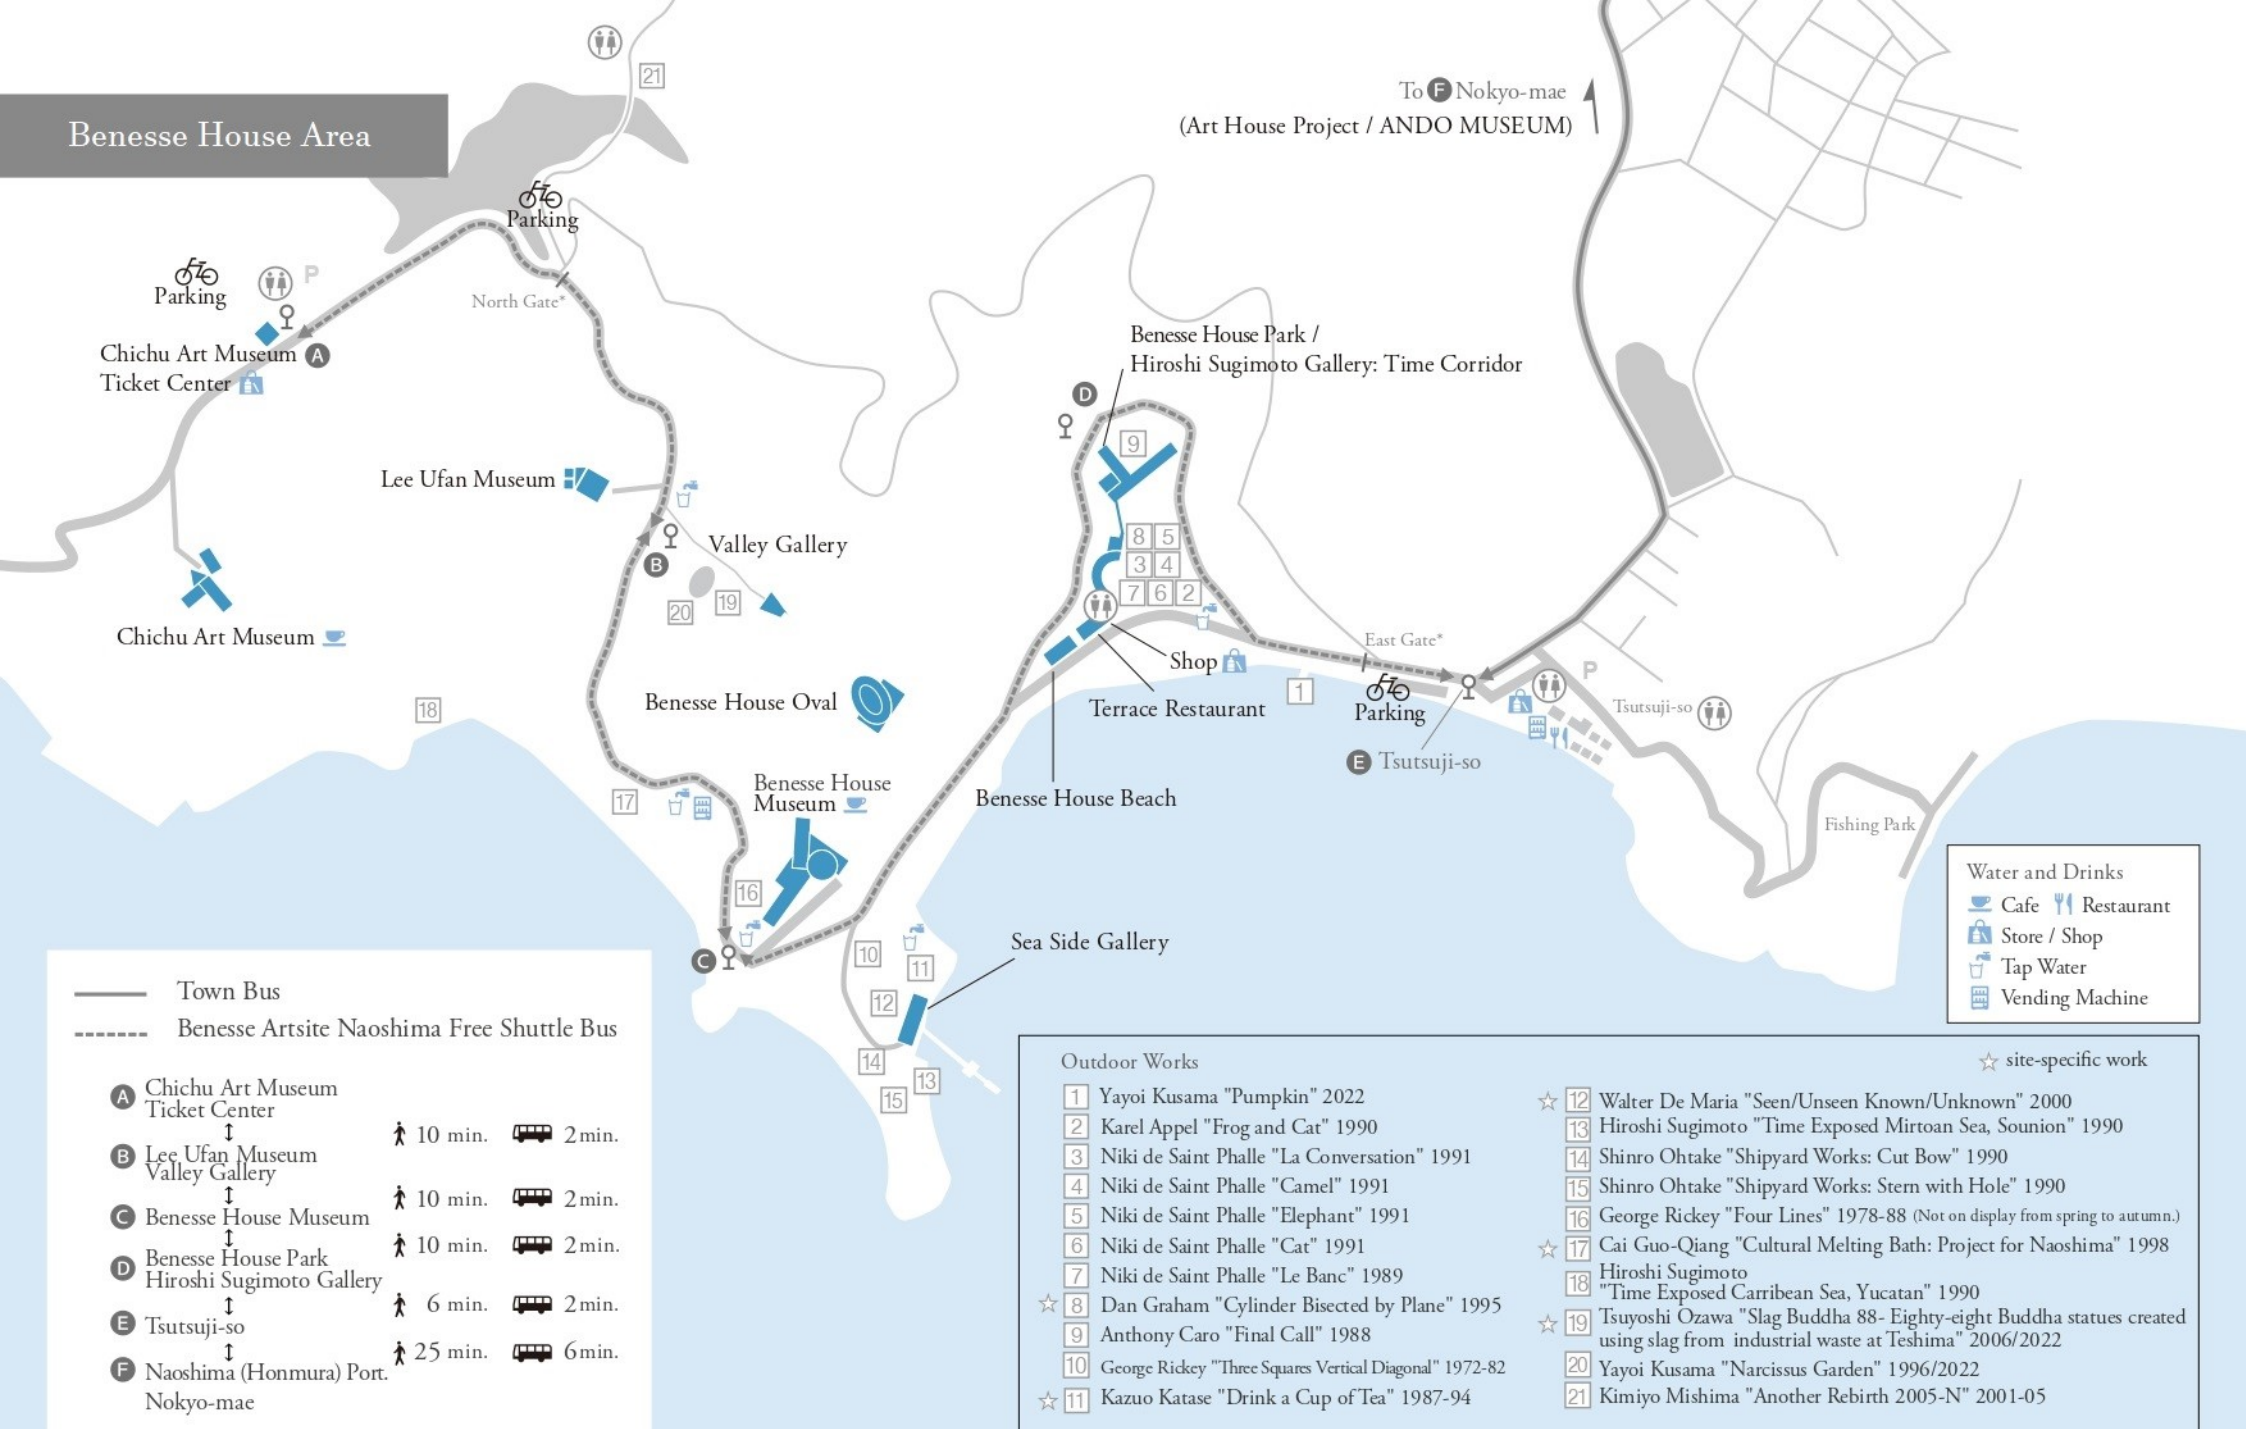 Benesse House Area
21
To F Nokyo-mae
(Art House Project / ANDO MUSEUM)
Parking
P
Parking
North Gate*
Chichu Art Museum A
Ticket Center
Benesse House Park /
Hiroshi Sugimoto Gallery: Time Corridor
D
9
Lee Ufan Museum
Valley Gallery
B
8 5
3 4
7 6 2
20 19
Chichu Art Museum
East Gate*
Shop
P
Parking
1
Terrace Restaurant
Tsutsuji-so
Benesse House Oval
18
E Tsutsuji-so
Benesse House
Museum
17
Benesse House Beach
Fishing Park
16
C
10
11
12
Sea Side Gallery
14
13
15
Water and Drinks
Cafe Restaurant
Store / Shop
Tap Water
Vending Machine
Town Bus
Benesse Artsite Naoshima Free Shuttle Bus
A Chichu Art Museum
Ticket Center
↕ 10 min. 2min.
B Lee Ufan Museum
Valley Gallery
↕ 10 min. 2min.
C Benesse House Museum
↕ 10 min. 2min.
D Benesse House Park
Hiroshi Sugimoto Gallery
↕ 6 min. 2min.
E Tsutsuji-so
↕ 25 min. 6min.
F Naoshima (Honmura) Port.
Nokyo-mae
Outdoor Works
☆ site-specific work
1 Yayoi Kusama "Pumpkin" 2022
2 Karel Appel "Frog and Cat" 1990
3 Niki de Saint Phalle "La Conversation" 1991
4 Niki de Saint Phalle "Camel" 1991
5 Niki de Saint Phalle "Elephant" 1991
6 Niki de Saint Phalle "Cat" 1991
7 Niki de Saint Phalle "Le Banc" 1989
☆ 8 Dan Graham "Cylinder Bisected by Plane" 1995
9 Anthony Caro "Final Call" 1988
10 George Rickey "Three Squares Vertical Diagonal" 1972-82
☆ 11 Kazuo Katase "Drink a Cup of Tea" 1987-94
☆ 12 Walter De Maria "Seen/Unseen Known/Unknown" 2000
13 Hiroshi Sugimoto "Time Exposed Mirtoan Sea, Sounion" 1990
14 Shinro Ohtake "Shipyard Works: Cut Bow" 1990
15 Shinro Ohtake "Shipyard Works: Stern with Hole" 1990
16 George Rickey "Four Lines" 1978-88 (Not on display from spring to autumn.)
☆ 17 Cai Guo-Qiang "Cultural Melting Bath: Project for Naoshima" 1998
18 Hiroshi Sugimoto
"Time Exposed Carribean Sea, Yucatan" 1990
☆ 19 Tsuyoshi Ozawa "Slag Buddha 88- Eighty-eight Buddha statues created
using slag from industrial waste at Teshima" 2006/2022
20 Yayoi Kusama "Narcissus Garden" 1996/2022
21 Kimiyo Mishima "Another Rebirth 2005-N" 2001-05